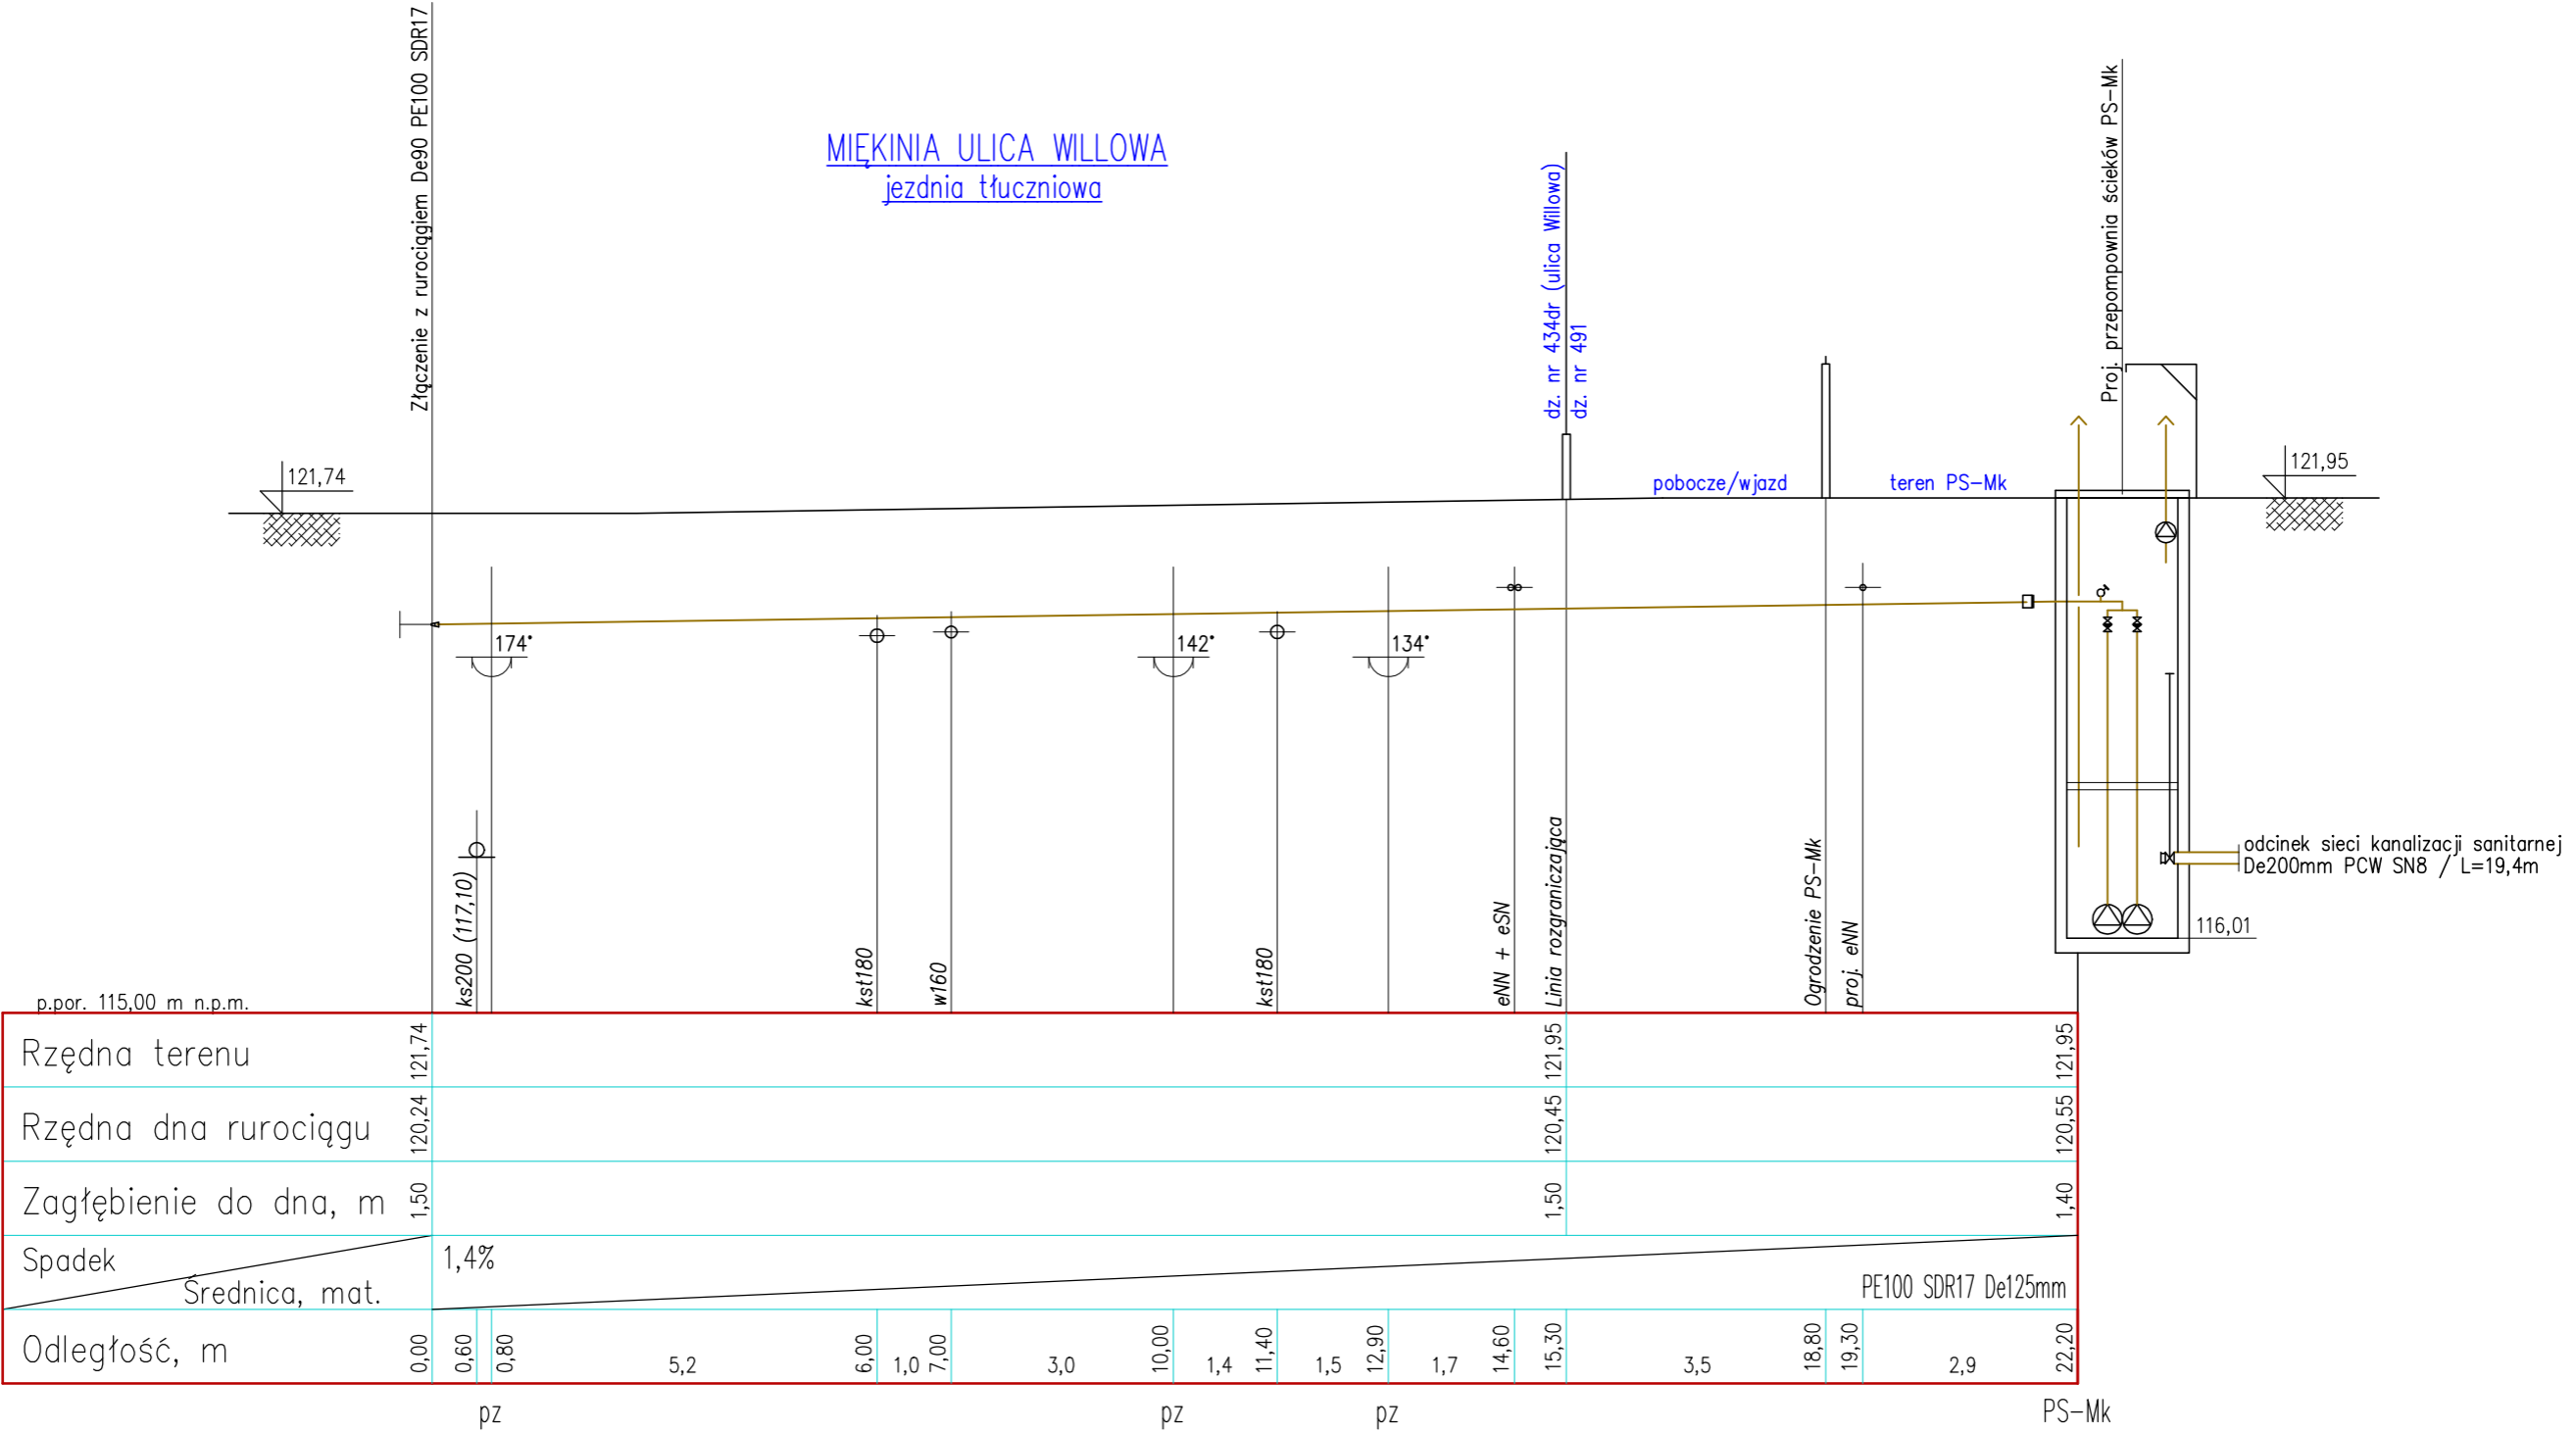 Złączenie z rurociągiem De90 PE100 SDR17
MIĘKINIA ULICA WILLOWA
jezdnia tłuczniowa
dz. nr 434dr (ulica Willowa)
dz. nr 491
Proj. przepompownia ścieków PS-Mk
121,74
pobocze/wjazd
teren PS-Mk
121,95
174°
142°
134°
odcinek sieci kanalizacji sanitarnej
De200mm PCW SN8 / L=19,4m
116,01
ks200 (117,10)
kst180
w160
kst180
eNN + eSN
Linia rozgraniczająca
Ogrodzenie PS-Mk
proj. eNN
p.por. 115,00 m n.p.m.
Rzędna terenu 121,74 121,95 121,95
Rzędna dna rurociągu 120,24 120,45 120,55
Zagłębienie do dna, m 1,50 1,50 1,40
Spadek 1,4%
Średnica, mat. PE100 SDR17 De125mm
Odległość, m 0,00 0,60 0,80 5,2 6,00 1,0 7,00 3,0 10,00 1,4 11,40 1,5 12,90 1,7 14,60 15,30 3,5 18,80 19,30 2,9 22,20
pz pz pz PS-Mk